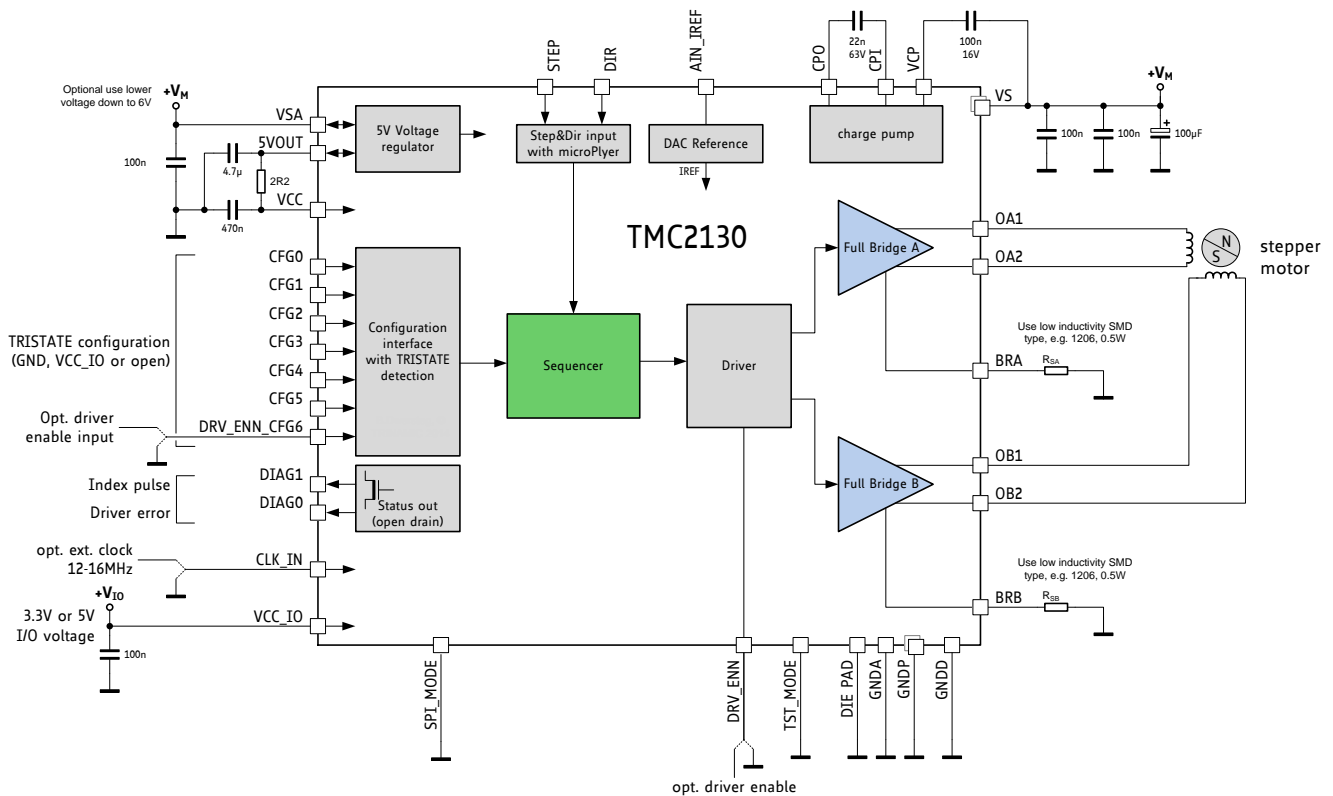 STEP
DIR
AIN_IREF
CPO
22n
63V
CPI
VCP
100n
16V
+VM
VS
100n
100n
+
100µF
Optional use lower
voltage down to 6V
+VM
VSA
5VOUT
100n
4.7µ
2R2
VCC
470n
5V Voltage
regulator
Step&Dir input
with microPlyer
DAC Reference
IREF
charge pump
TMC2130
CFG0
CFG1
CFG2
CFG3
CFG4
CFG5
DRV_ENN_CFG6
TRISTATE configuration
(GND, VCC_IO or open)
Opt. driver
enable input
Configuration
interface
with TRISTATE
detection
Sequencer
Driver
Full Bridge A
OA1
OA2
N
S
stepper
motor
Use low inductivity SMD
type, e.g. 1206, 0.5W
BRA
RSA
Full Bridge B
OB1
OB2
Use low inductivity SMD
type, e.g. 1206, 0.5W
BRB
RSB
Index pulse
Driver error
DIAG1
DIAG0
Status out
(open drain)
opt. ext. clock
12-16MHz
CLK_IN
+VIO
3.3V or 5V
I/O voltage
VCC_IO
100n
SPI_MODE
DRV_ENN
TST_MODE
DIE PAD
GNDA
GNDP
GNDD
opt. driver enable